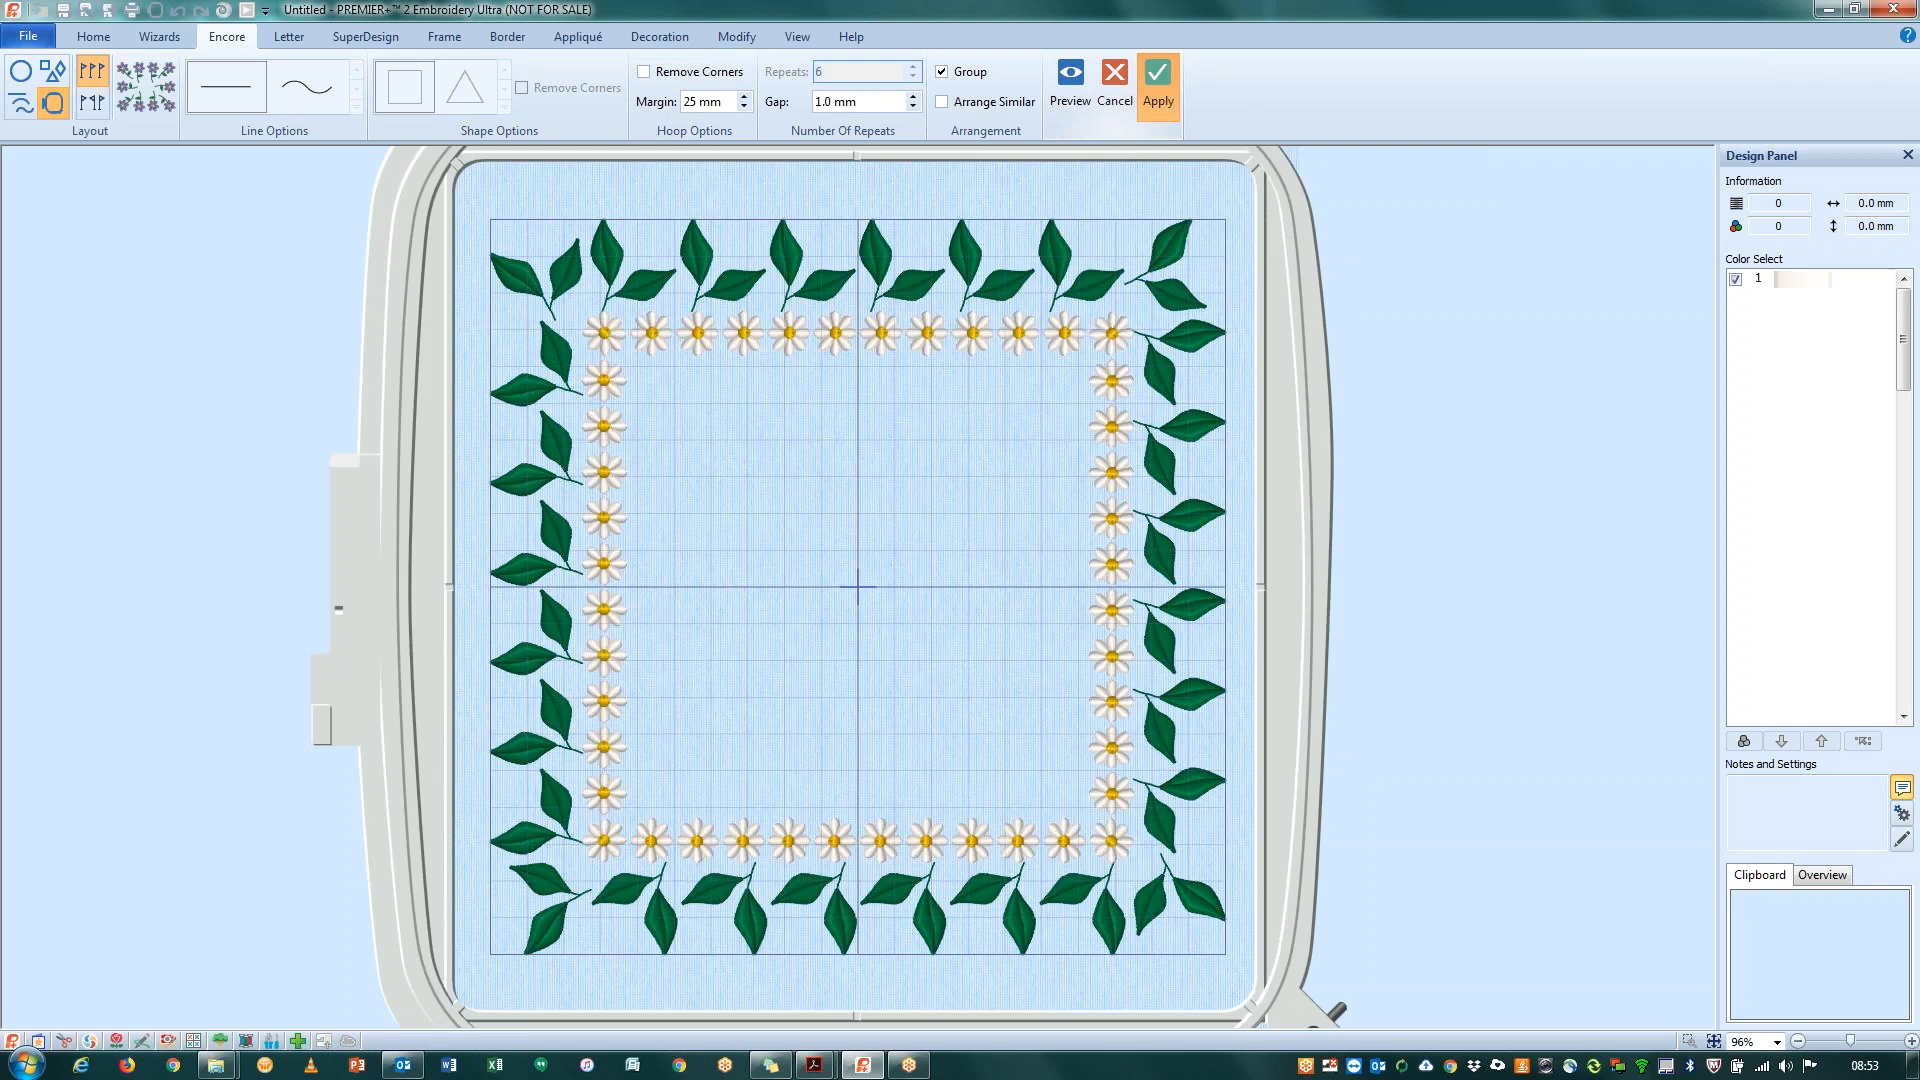 Untitled - PREMIER+™ 2 Embroidery Ultra (NOT FOR SALE)
File Home Wizards Encore Letter SuperDesign Frame Border Appliqué Decoration Modify View Help
Remove Corners Repeats: 6 Group
Remove Corners
Margin: 25 mm Gap: 1.0 mm Arrange Similar
Preview Cancel Apply
Layout Line Options Shape Options Hoop Options Number Of Repeats Arrangement
Design Panel
Information
0 0.0 mm
0 0.0 mm
Color Select
1
Notes and Settings
Clipboard Overview
96%
08:53